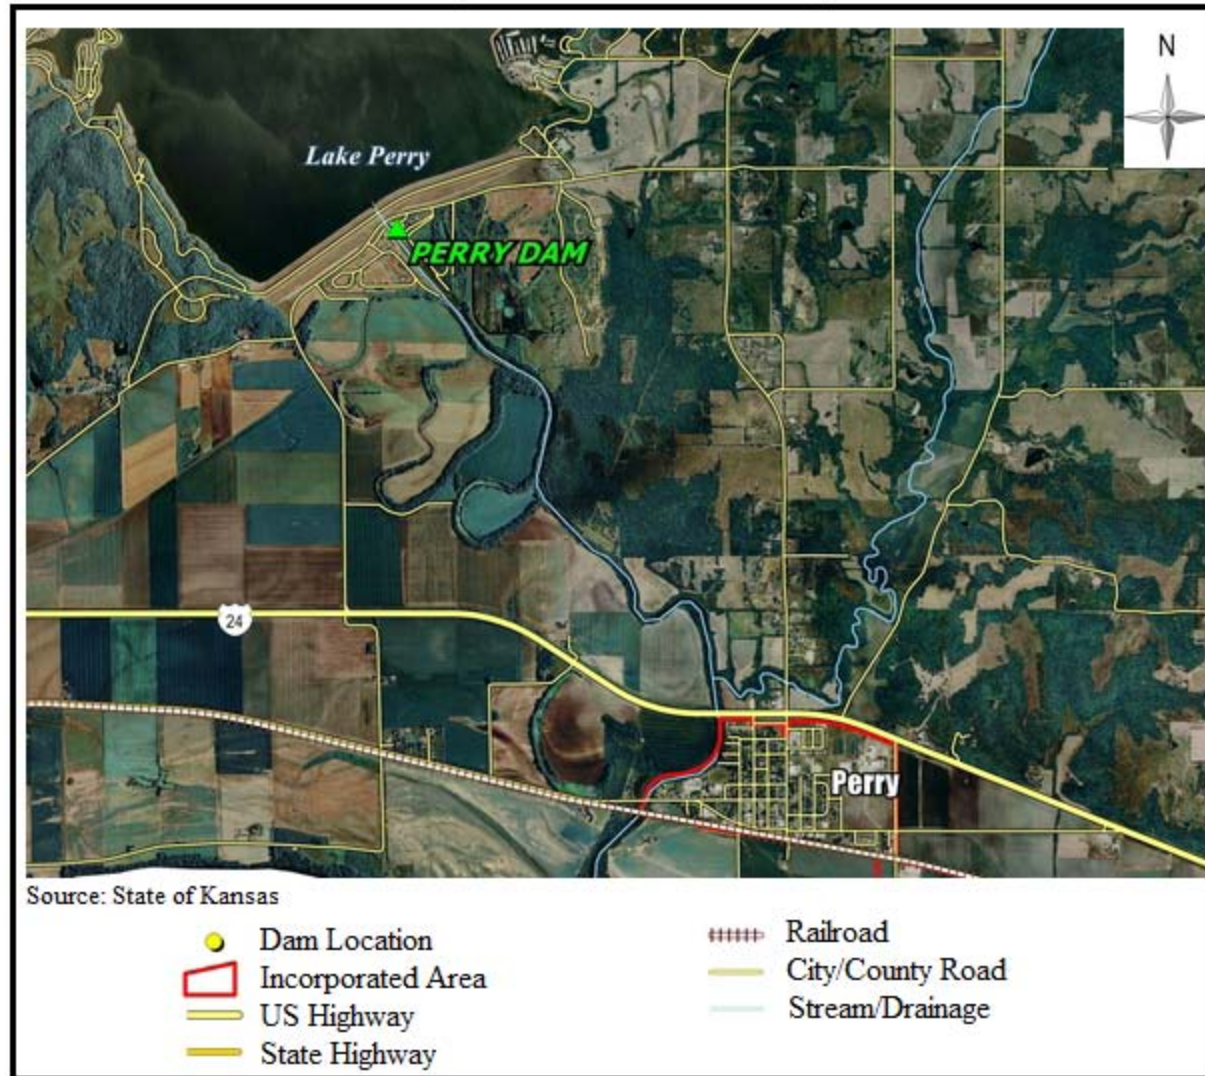 N
Lake Perry
PERRY DAM
24
Perry
Source: State of Kansas
Dam Location
Incorporated Area
US Highway
State Highway
Railroad
City/County Road
Stream/Drainage